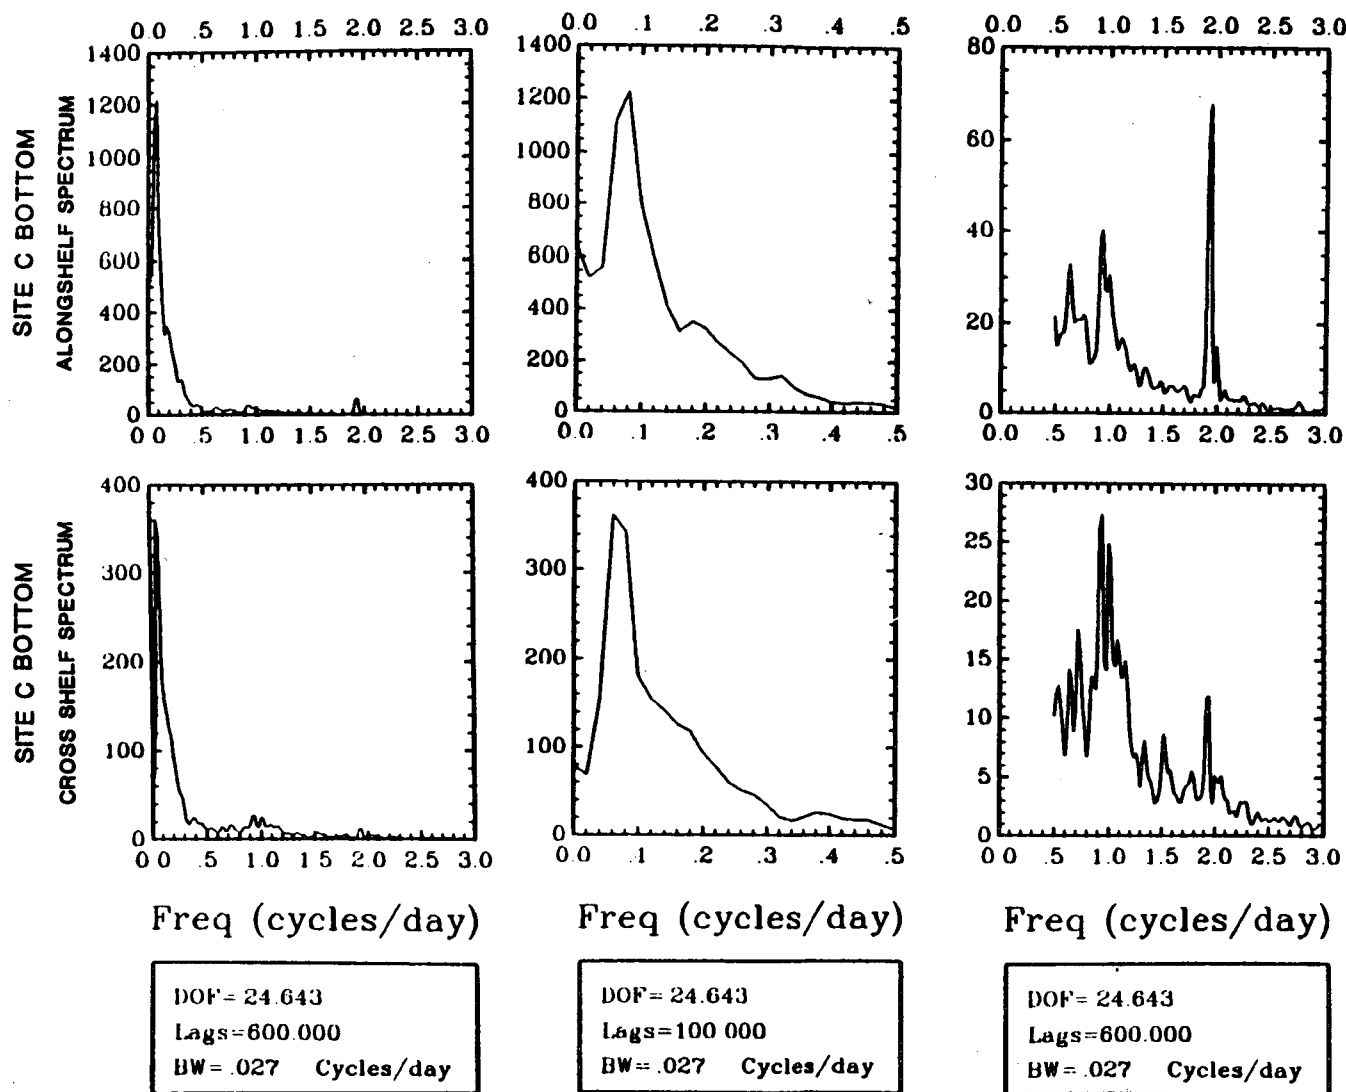 0.0 .5 1.0 1.5 2.0 2.5 3.0
0.0 .1 .2 .3 .4 .5
0.0 .5 1.0 1.5 2.0 2.5 3.0
SITE C BOTTOM
ALONGSHELF SPECTRUM
1400
1200
1000
800
600
400
200
0
1400
1200
1000
800
600
400
200
0
80
60
40
20
0
0 0 .5 1.0 1.5 2.0 2.5 3.0
0.0 .1 .2 .3 .4 .5
0.0 .5 1.0 1.5 2.0 2.5 3.0
SITE C BOTTOM
CROSS SHELF SPECTRUM
400
300
200
100
0
400
300
200
100
0
30
25
20
15
10
5
0
0 0 .5 1.0 1.5 2.0 2.5 3.0
0.0 .1 .2 .3 .4 .5
0 0 .5 1.0 1.5 2.0 2.5 3.0
Freq (cycles/day)
Freq (cycles/day)
Freq (cycles/day)
DOF= 24.643
Lags=600.000
BW= .027 Cycles/day
DOF= 24.643
Lags=100 000
BW= .027 Cycles/day
DOF= 24.643
Lags=600.000
BW= .027 Cycles/day